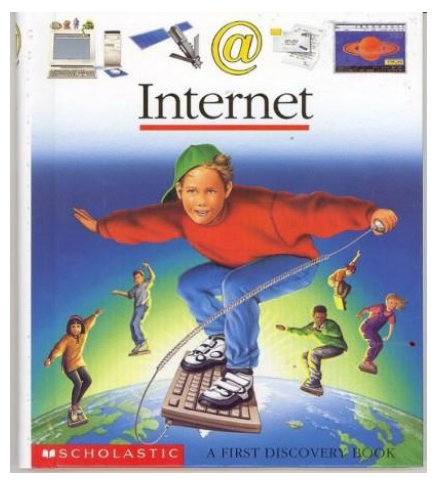 @
Internet
SCHOLASTIC
A FIRST DISCOVERY BOOK